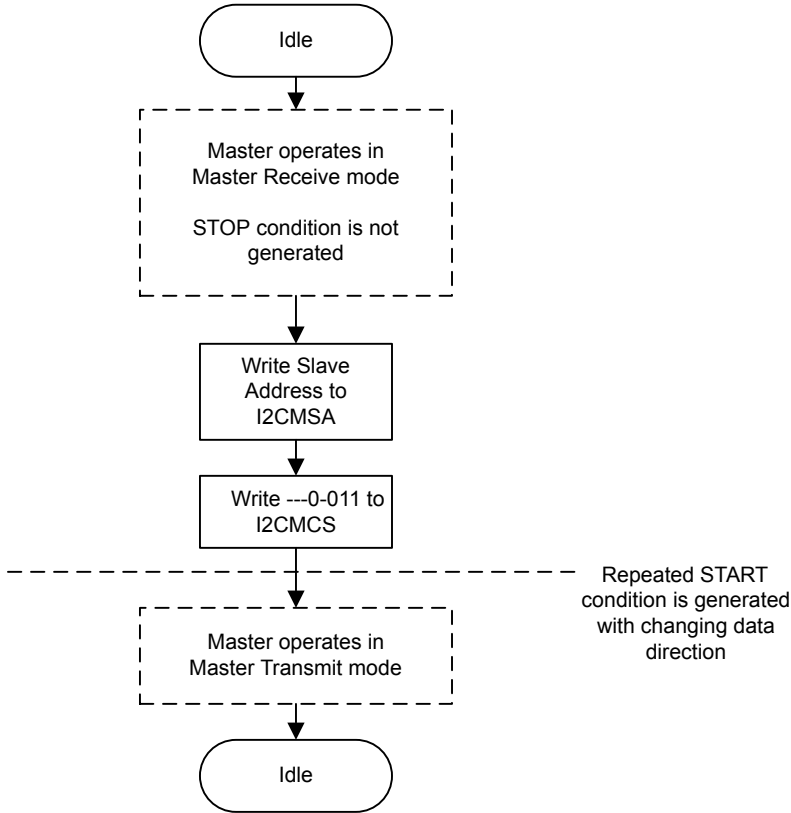 Idle
Master operates in
Master Receive mode
STOP condition is not
generated
Write Slave
Address to
I2CMSA
Write ---0-011 to
I2CMCS
Repeated START
condition is generated
with changing data
direction
Master operates in
Master Transmit mode
Idle